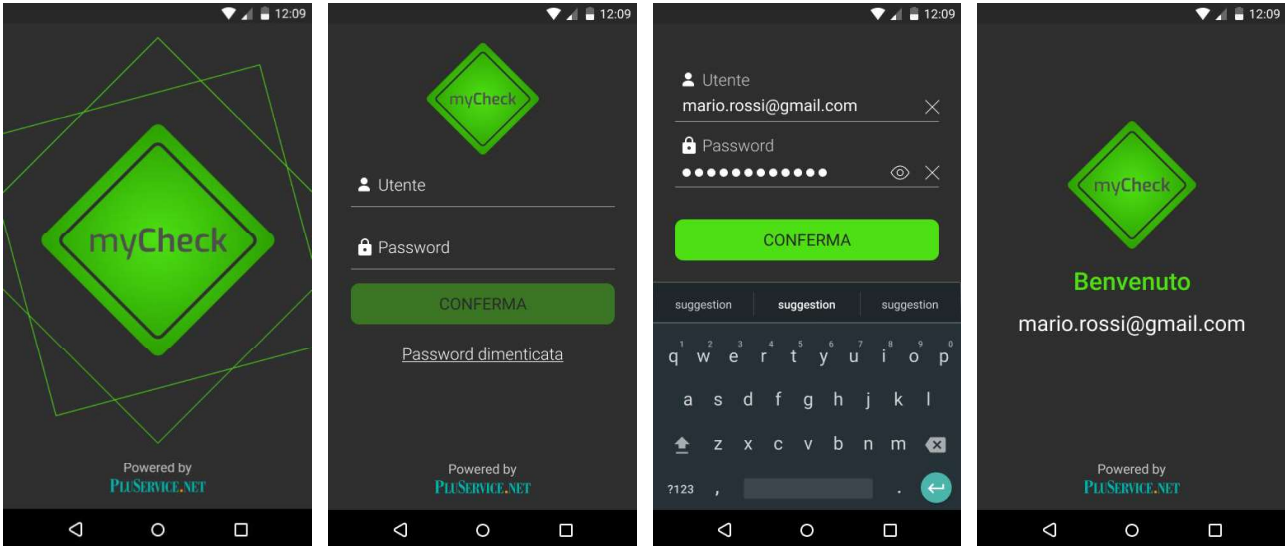 12:09
myCheck
Powered by
PLUSERVICE.NET
12:09
myCheck
Utente
Password
CONFERMA
Password dimenticata
Powered by
PLUSERVICE.NET
12:09
Utente
mario.rossi@gmail.com
Password
CONFERMA
suggestion suggestion suggestion
1 2 3 4 5 6 7 8 9 0
q w e r t y u i o p
a s d f g h j k l
z x c v b n m
?123 , .
12:09
myCheck
Benvenuto
mario.rossi@gmail.com
Powered by
PLUSERVICE.NET